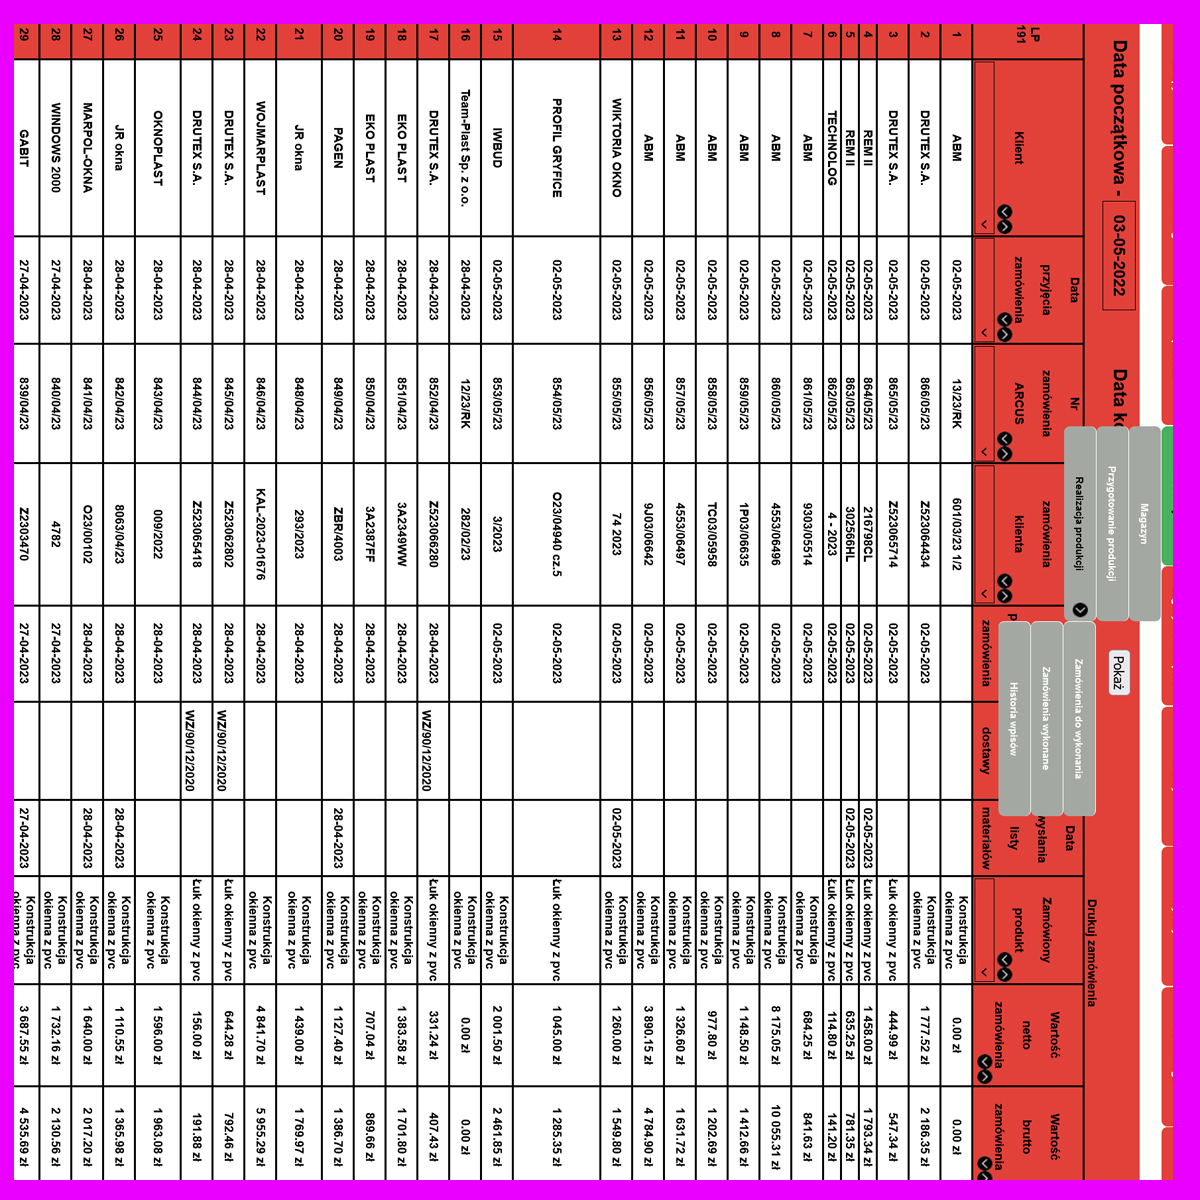 Magazyn
Przygotowanie produkcji
Realizacja produkcji
Zamówienia do wykonania
Zamówienia wykonane
Historia wpisów
Data początkowa - 03-05-2022 Data Pokaż
Drukuj zamówienia
LP
191
Klient
Data
przyjęcia
zamówienia
Nr
zamówienia
ARCUS
zamówienia
klienta
zamówienia
dostawy
Data
wysłania
listy
materiałów
Zamówiony
produkt
Wartość
netto
zamówienia
Wartość
brutto
zamówienia
1 ABM 02-05-2023 13/23/RK 601/03/23 1/2 Konstrukcja okienna z pvc 0.00 zł 0.00 zł
2 DRUTEX S.A. 02-05-2023 866/05/23 Z523064434 02-05-2023 Konstrukcja okienna z pvc 1 777.52 zł 2 186.35 zł
3 DRUTEX S.A. 02-05-2023 865/05/23 Z523065714 02-05-2023 Łuk okienny z pvc 444.99 zł 547.34 zł
4 REM II 02-05-2023 864/05/23 216798CL 02-05-2023 02-05-2023 Łuk okienny z pvc 1 458.00 zł 1 793.34 zł
5 REM II 02-05-2023 863/05/23 302566HL 02-05-2023 02-05-2023 Łuk okienny z pvc 635.25 zł 781.35 zł
6 TECHNOLOG 02-05-2023 862/05/23 4 - 2023 02-05-2023 Łuk okienny z pvc 114.80 zł 141.20 zł
7 ABM 02-05-2023 861/05/23 9303/05514 02-05-2023 Konstrukcja okienna z pvc 684.25 zł 841.63 zł
8 ABM 02-05-2023 860/05/23 4553/06496 02-05-2023 Konstrukcja okienna z pvc 8 175.05 zł 10 055.31 zł
9 ABM 02-05-2023 859/05/23 1P03/06635 02-05-2023 Konstrukcja okienna z pvc 1 148.50 zł 1 412.66 zł
10 ABM 02-05-2023 858/05/23 TC03/05958 02-05-2023 Konstrukcja okienna z pvc 977.80 zł 1 202.69 zł
11 ABM 02-05-2023 857/05/23 4553/06497 02-05-2023 Konstrukcja okienna z pvc 1 326.60 zł 1 631.72 zł
12 ABM 02-05-2023 856/05/23 9J03/06642 02-05-2023 Konstrukcja okienna z pvc 3 890.15 zł 4 784.90 zł
13 WIKTORIA OKNO 02-05-2023 855/05/23 74 2023 02-05-2023 02-05-2023 Konstrukcja okienna z pvc 1 260.00 zł 1 549.80 zł
14 PROFIL GRYFICE 02-05-2023 854/05/23 O23/04940 cz.5 02-05-2023 Łuk okienny z pvc 1 045.00 zł 1 285.35 zł
15 IWBUD 02-05-2023 853/05/23 3/2023 02-05-2023 Konstrukcja okienna z pvc 2 001.50 zł 2 461.85 zł
16 Team-Plast Sp. z o.o. 28-04-2023 12/23/RK 282/02/23 Konstrukcja okienna z pvc 0.00 zł 0.00 zł
17 DRUTEX S.A. 28-04-2023 852/04/23 Z523066280 28-04-2023 WZ/90/12/2020 Łuk okienny z pvc 331.24 zł 407.43 zł
18 EKO PLAST 28-04-2023 851/04/23 3A2349WW 28-04-2023 Konstrukcja okienna z pvc 1 383.58 zł 1 701.80 zł
19 EKO PLAST 28-04-2023 850/04/23 3A2387FF 28-04-2023 Konstrukcja okienna z pvc 707.04 zł 869.66 zł
20 PAGEN 28-04-2023 849/04/23 ZBR/4003 28-04-2023 28-04-2023 Konstrukcja okienna z pvc 1 127.40 zł 1 386.70 zł
21 JR okna 28-04-2023 848/04/23 293/2023 28-04-2023 Konstrukcja okienna z pvc 1 439.00 zł 1 769.97 zł
22 WOJMARPLAST 28-04-2023 846/04/23 KAL-2023-01676 28-04-2023 Konstrukcja okienna z pvc 4 841.70 zł 5 955.29 zł
23 DRUTEX S.A. 28-04-2023 845/04/23 Z523062802 28-04-2023 WZ/90/12/2020 Łuk okienny z pvc 644.28 zł 792.46 zł
24 DRUTEX S.A. 28-04-2023 844/04/23 Z523065418 28-04-2023 WZ/90/12/2020 Łuk okienny z pvc 156.00 zł 191.88 zł
25 OKNOPLAST 28-04-2023 843/04/23 009/2022 28-04-2023 Konstrukcja okienna z pvc 1 596.00 zł 1 963.08 zł
26 JR okna 28-04-2023 842/04/23 8063/04/23 28-04-2023 28-04-2023 Konstrukcja okienna z pvc 1 110.55 zł 1 365.98 zł
27 MARPOL-OKNA 28-04-2023 841/04/23 O23/00102 28-04-2023 28-04-2023 Konstrukcja okienna z pvc 1 640.00 zł 2 017.20 zł
28 WINDOWS 2000 27-04-2023 840/04/23 4782 27-04-2023 Konstrukcja okienna z pvc 1 732.16 zł 2 130.56 zł
29 GABIT 27-04-2023 839/04/23 Z2303470 27-04-2023 27-04-2023 Konstrukcja okienna z pvc 3 687.55 zł 4 535.69 zł